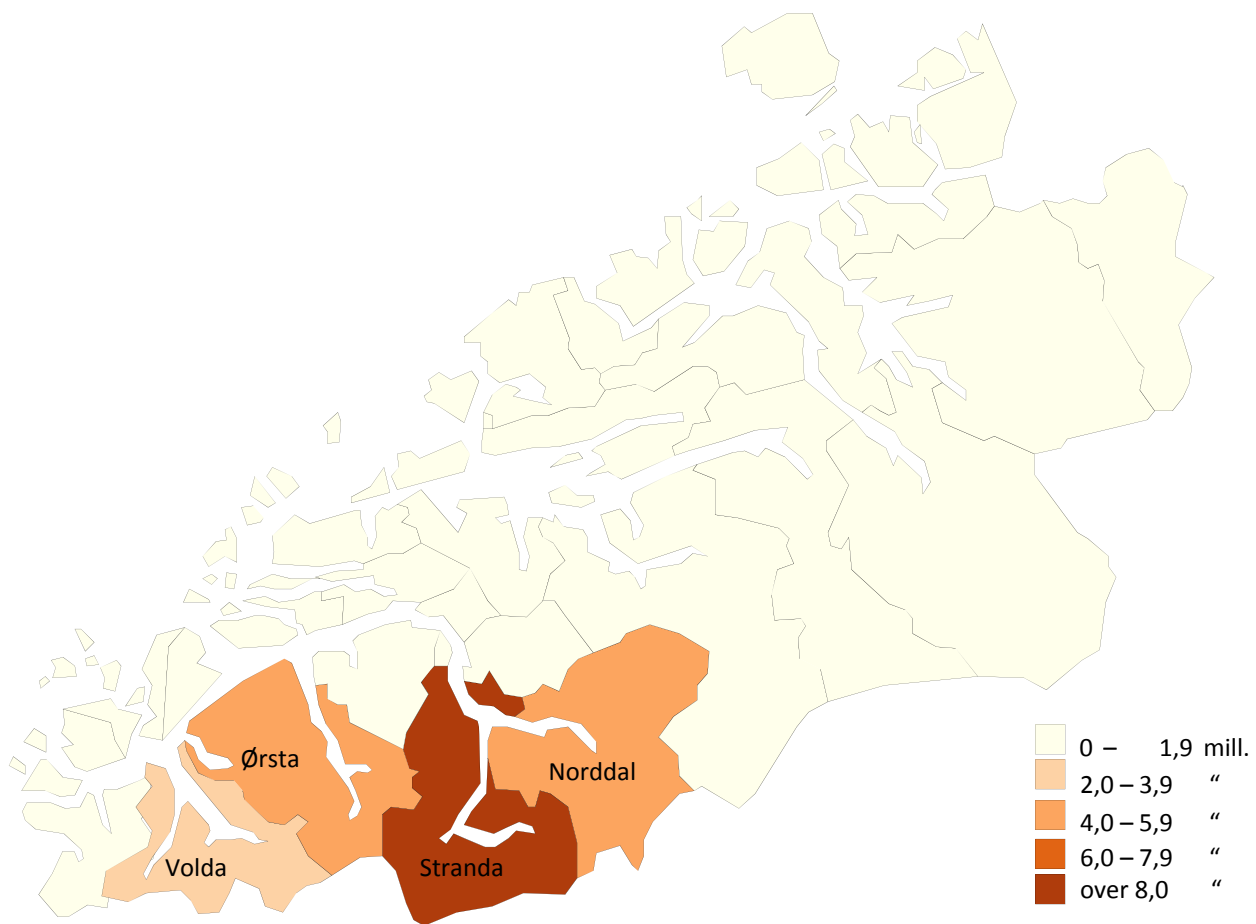 Ørsta
Norddal
Volda
Stranda
0 – 1,9 mill.
2,0 – 3,9 “
4,0 – 5,9 “
6,0 – 7,9 “
over 8,0 “